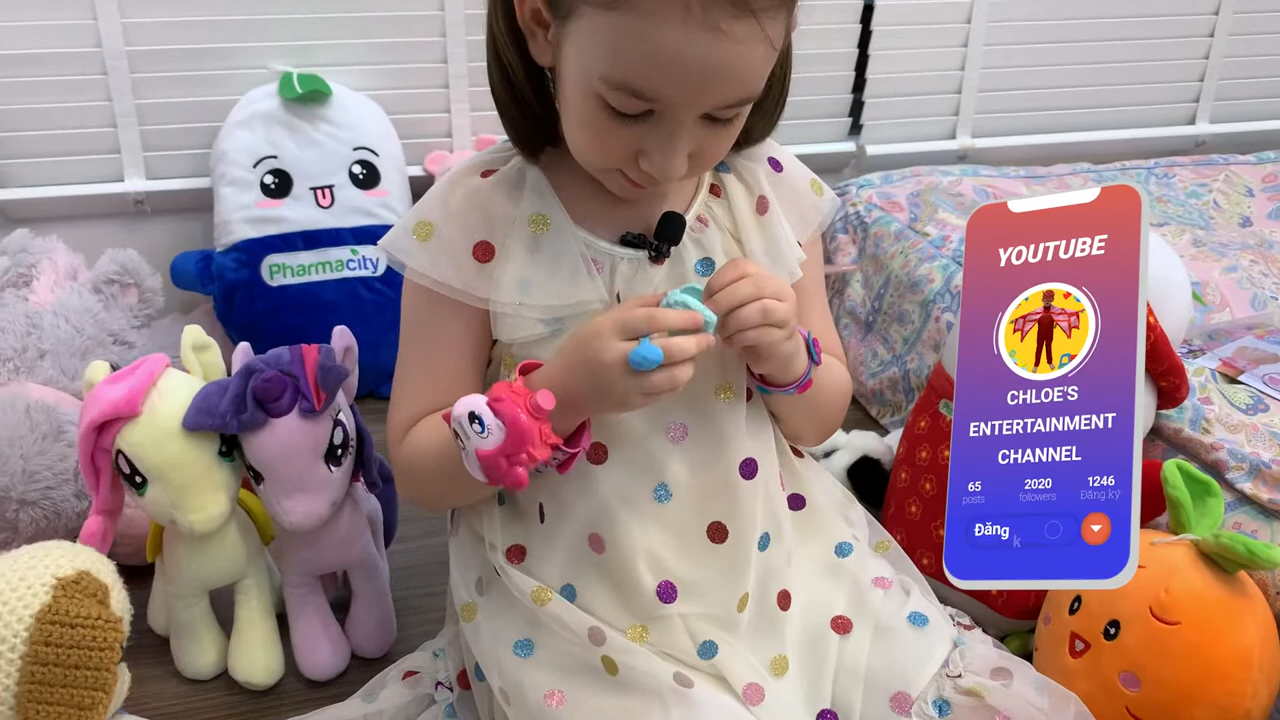 Pharmacity
YOUTUBE
CHLOE'S
ENTERTAINMENT
CHANNEL
65
posts
2020
followers
1246
Đăng ký
Đăng
k